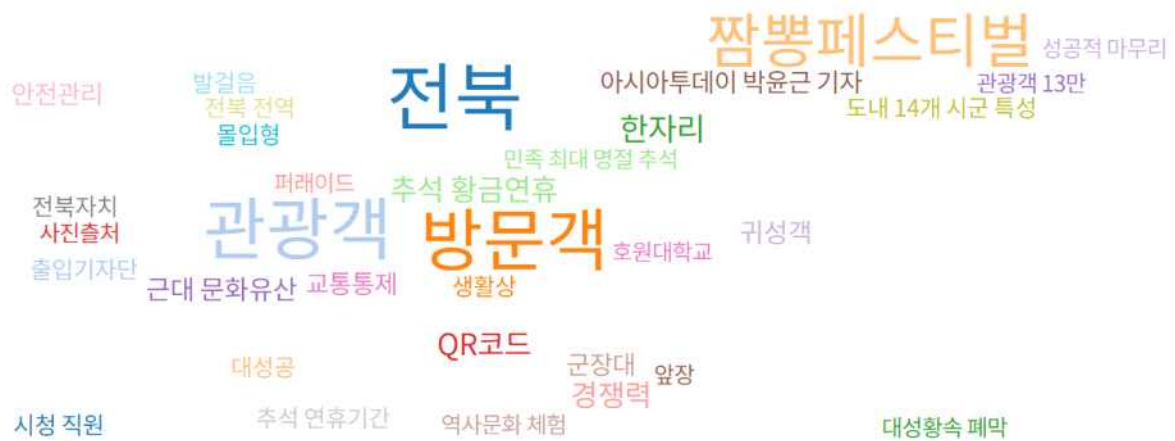 짬뽕페스티벌
성공적 마무리
전북
발걸음
아시아투데이 박윤근 기자
관광객 13만
안전관리
전북 전역
도내 14개 시군 특성
몰입형
한자리
민족 최대 명절 추석
퍼레이드
추석 황금연휴
전북자치
관광객
방문객
귀성객
사진출처
호원대학교
출입기자단
근대 문화유산
교통통제
생활상
QR코드
대성공
군장대
앞장
경쟁력
시청 직원
추석 연휴기간
역사문화 체험
대성황속 폐막